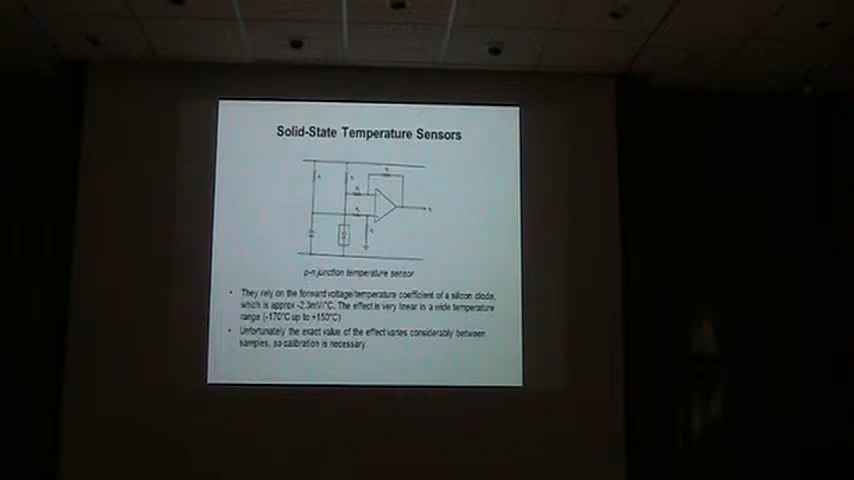 Solid-State Temperature Sensors
p-n junction temperature sensor
• They rely on the forward voltage/temperature coefficient of a silicon diode,
which is approx -2.3mV/°C. The effect is very linear in a wide temperature
range (-170°C up to +150°C)
• Unfortunately the exact value of the effect varies considerably between
samples, so calibration is necessary.